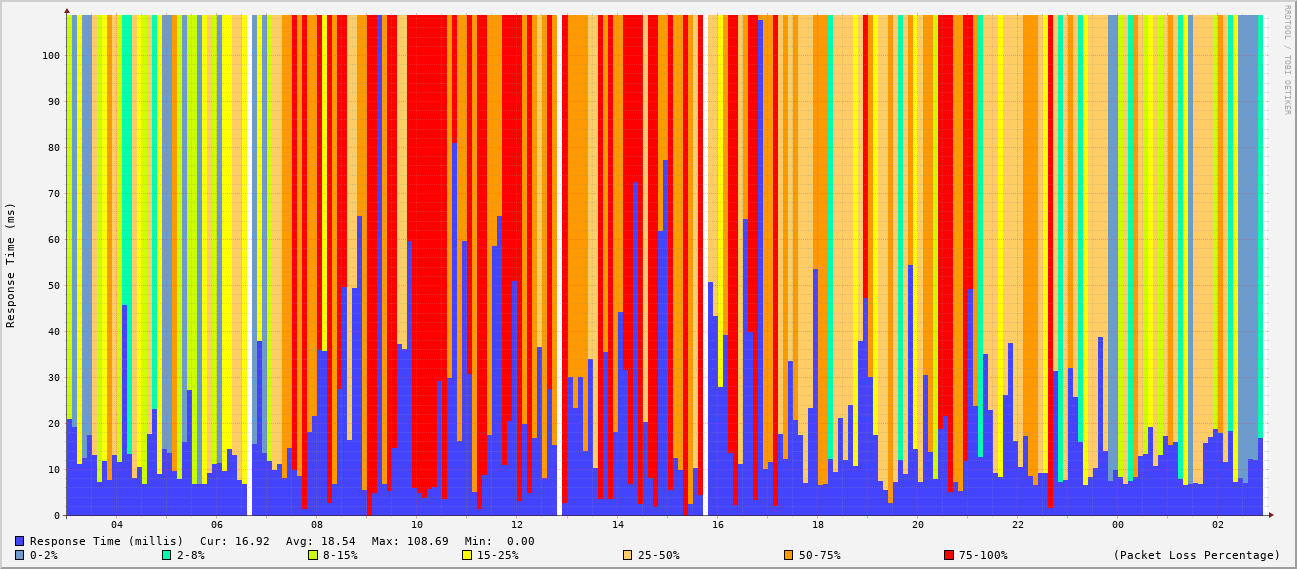 RRDTOOL / TOBI OETIKER
Response Time (ms)
100
90
80
70
60
50
40
30
20
10
0
04 06 08 10 12 14 16 18 20 22 00 02
Response Time (millis) Cur: 16.92 Avg: 18.54 Max: 108.69 Min: 0.00
0-2% 2-8% 8-15% 15-25% 25-50% 50-75% 75-100% (Packet Loss Percentage)